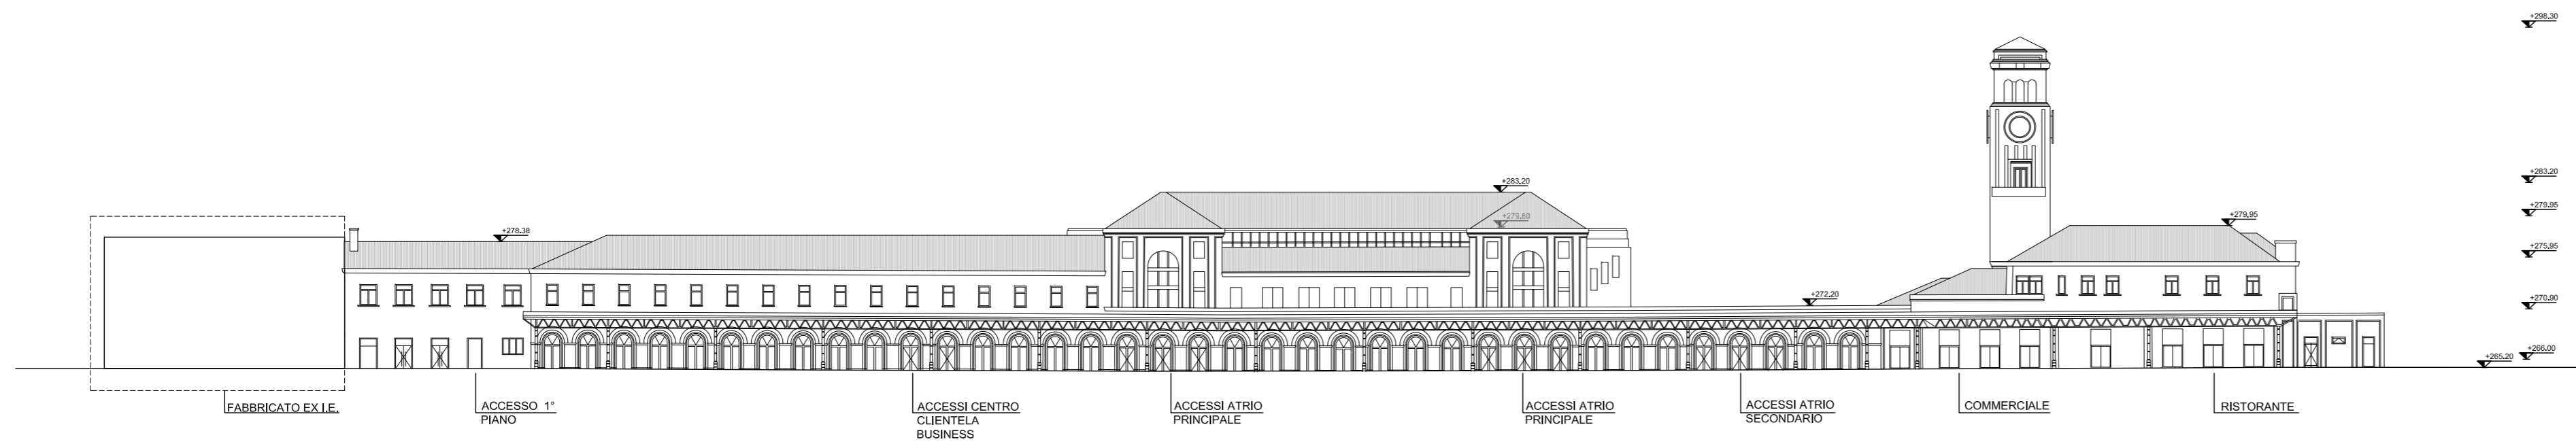 +298.30
+283.20
+283.20
+279.60
+279.95
+279.95
+278.38
+275.95
+272.20
+270.90
+266.00
+265.20
FABBRICATO EX I.E.
ACCESSO 1°
PIANO
ACCESSI CENTRO
CLIENTELA
BUSINESS
ACCESSI ATRIO
PRINCIPALE
ACCESSI ATRIO
PRINCIPALE
ACCESSI ATRIO
SECONDARIO
COMMERCIALE
RISTORANTE